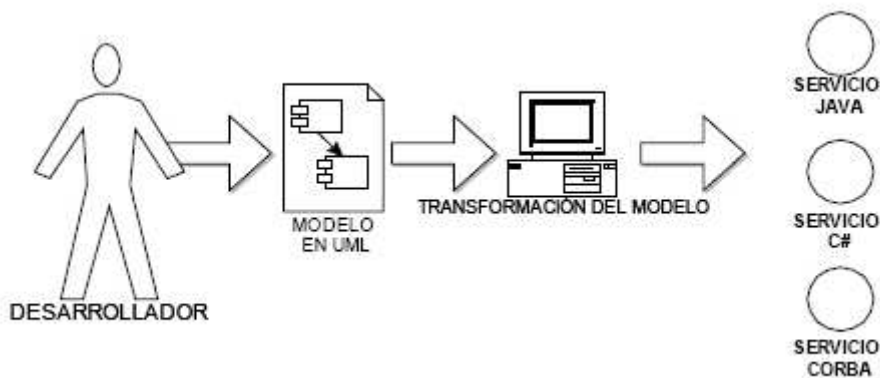 DESARROLLADOR
MODELO
EN UML
TRANSFORMACIÓN DEL MODELO
SERVICIO
JAVA
SERVICIO
C#
SERVICIO
CORBA